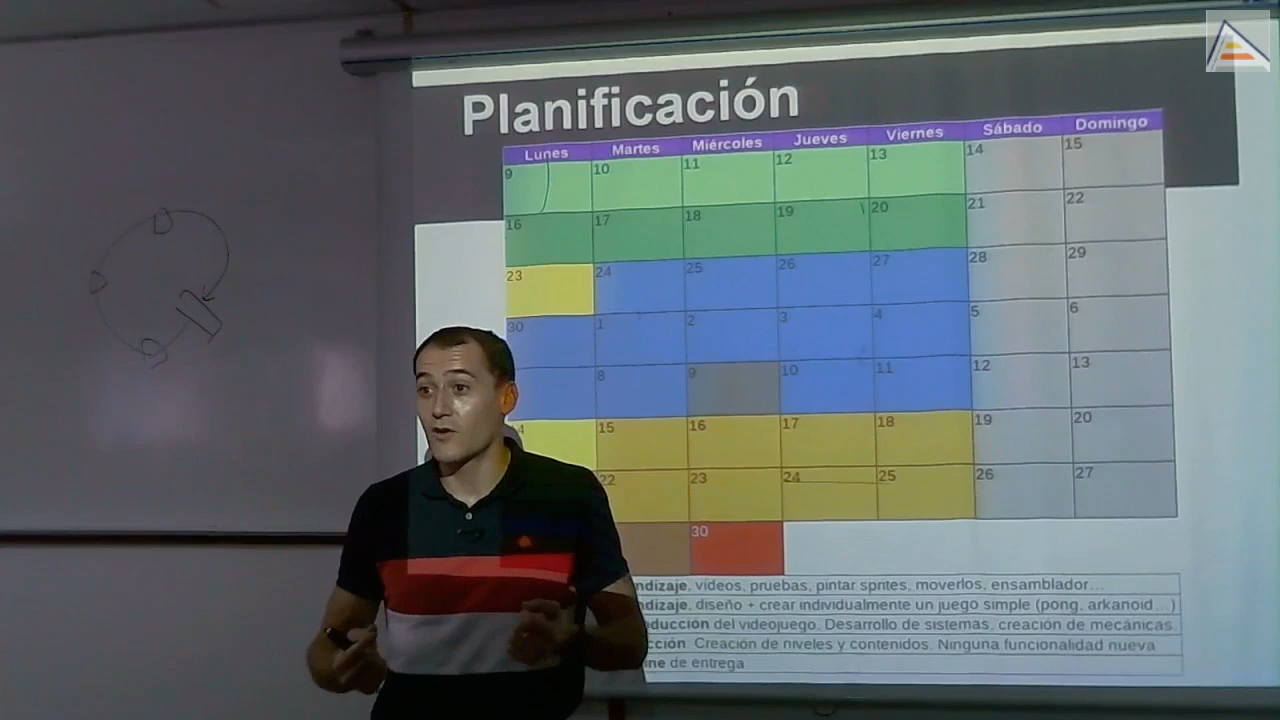 Planificación
Lunes Martes Miércoles Jueves Viernes Sábado Domingo
9 10 11 12 13 14 15
16 17 18 19 20 21 22
23 24 25 26 27 28 29
30 1 2 3 4 5 6
8 9 10 11 12 13
4 15 16 17 18 19 20
22 23 24 25 26 27
30
ndizaje, vídeos, pruebas, pintar sprites, moverlos, ensamblador...
dizaje, diseño + crear individualmente un juego simple (pong, arkanoid...)
ducción del videojuego. Desarrollo de sistemas, creación de mecánicas
cción. Creación de niveles y contenidos. Ninguna funcionalidad nueva
ine de entrega